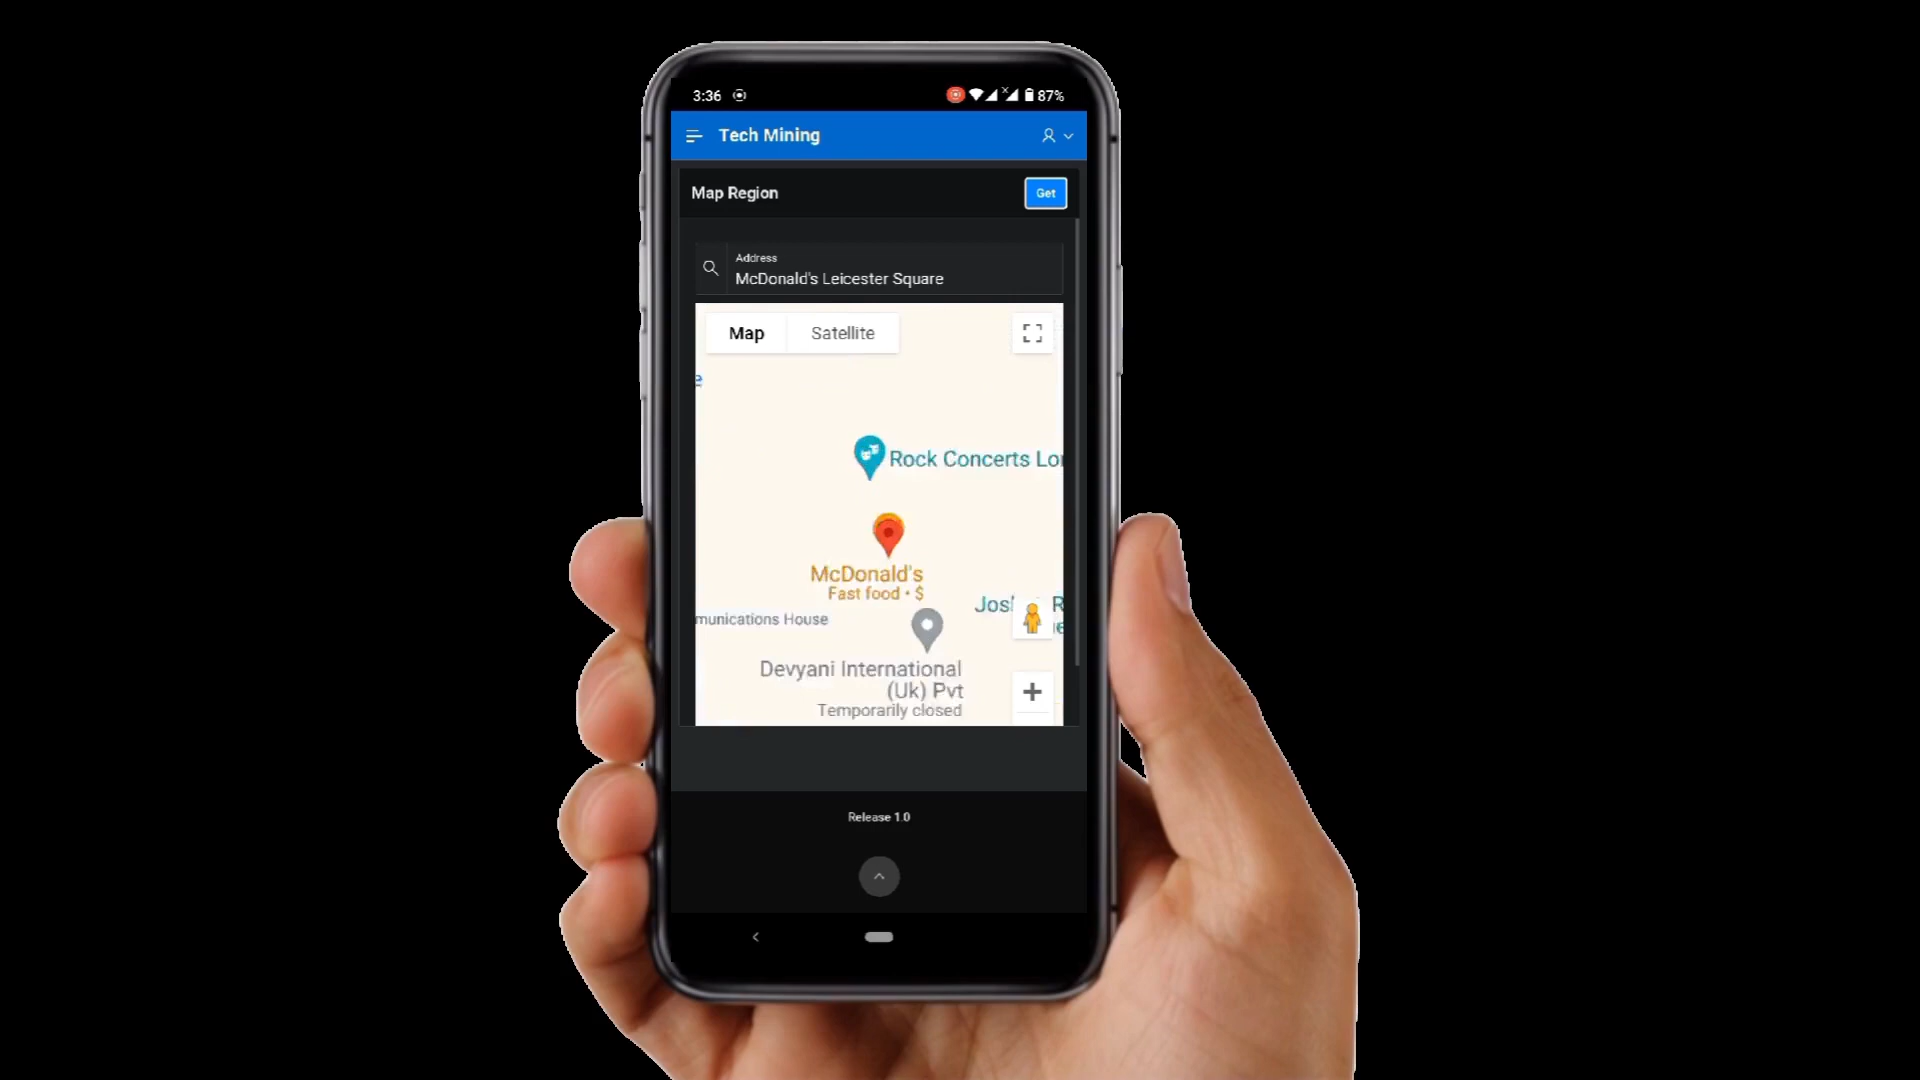 3:36
87%
Tech Mining
Map Region
Get
Address
McDonald's Leicester Square
Map
Satellite
e
Rock Concerts Lo
McDonald's
Fast food • $
munications House
Devyani International
(Uk) Pvt
Temporarily closed
Release 1.0